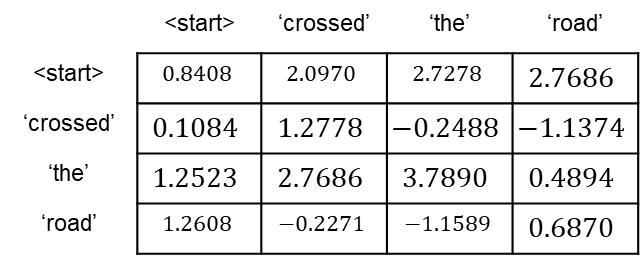 <start> ‘crossed’ ‘the’ ‘road’
<start> 0.8408 2.0970 2.7278 2.7686
‘crossed’ 0.1084 1.2778 −0.2488 −1.1374
‘the’ 1.2523 2.7686 3.7890 0.4894
‘road’ 1.2608 −0.2271 −1.1589 0.6870